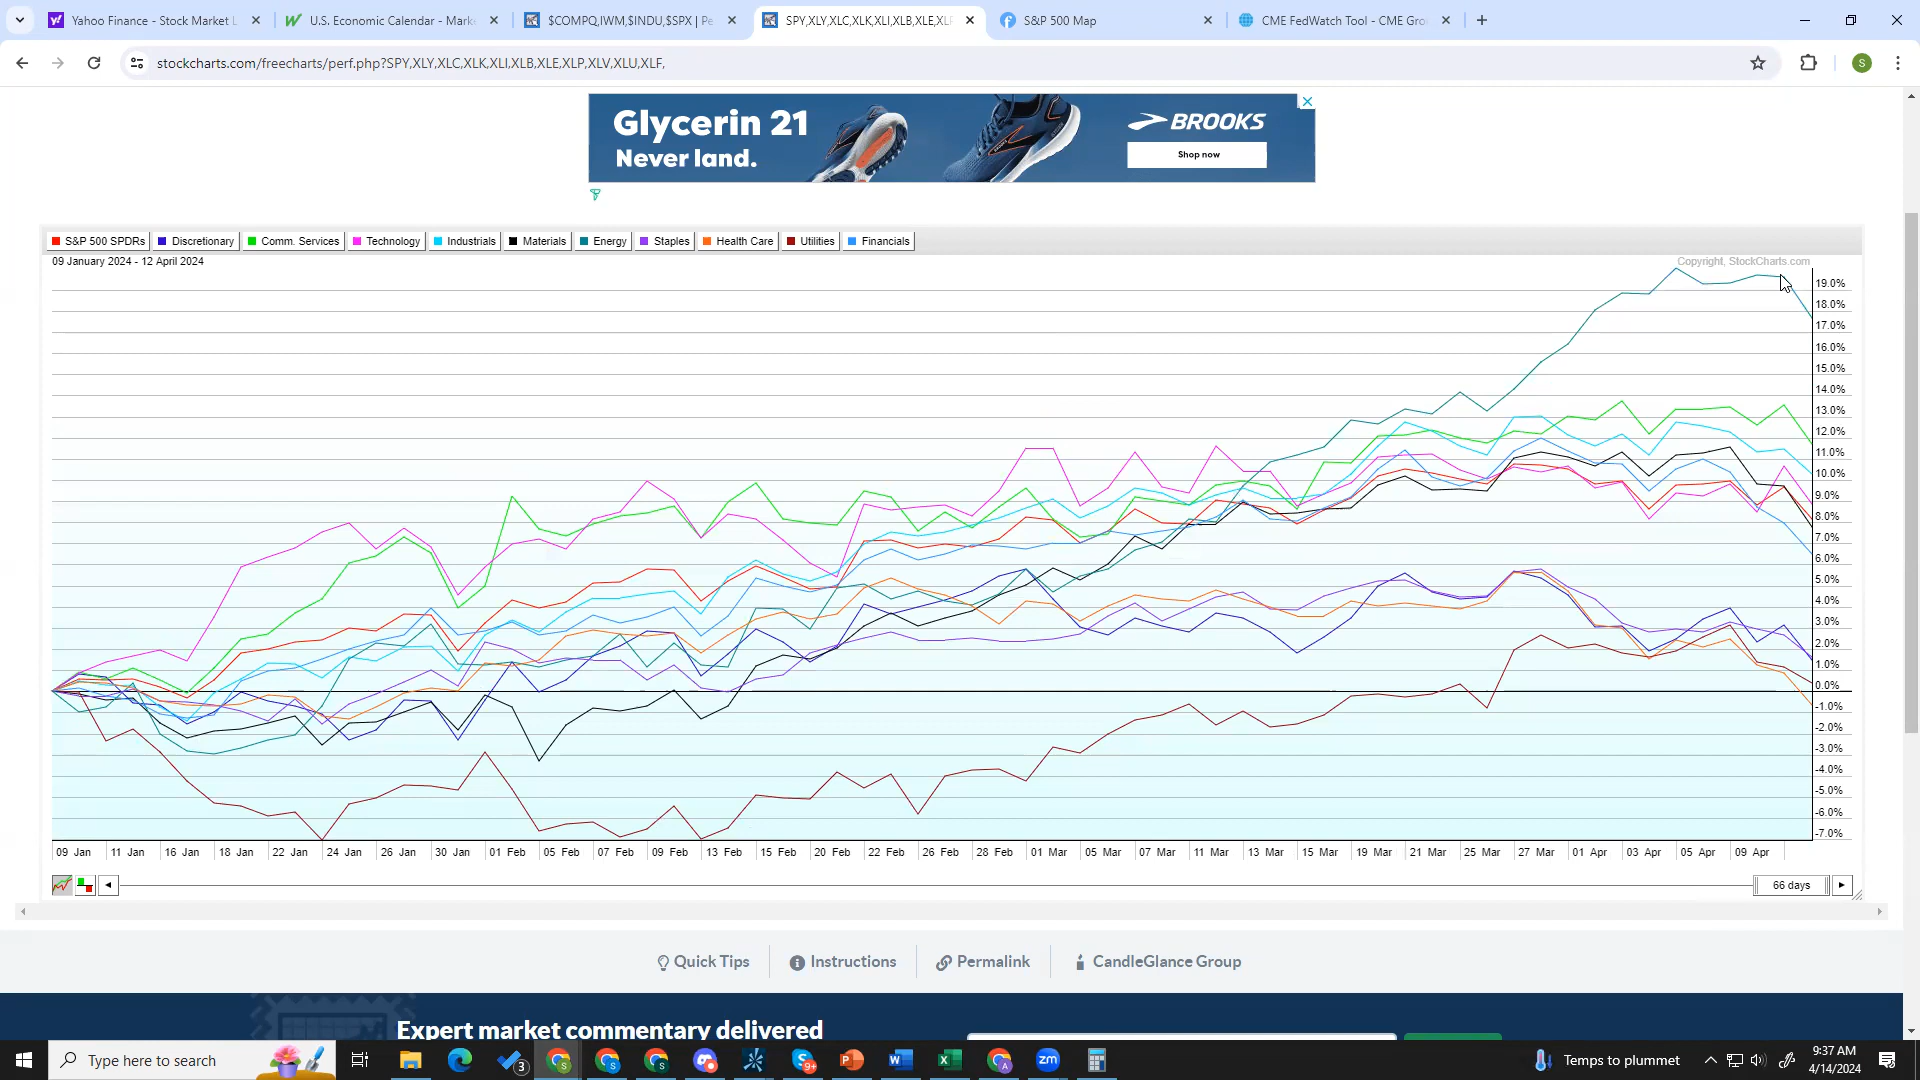 Yahoo Finance - Stock Market L
U.S. Economic Calendar - Mark
$COMPQ,IWM,$INDU,$SPX | Pe
SPY,XLY,XLC,XLK,XLI,XLB,XLE,XLP
S&P 500 Map
CME FedWatch Tool - CME Gro
stockcharts.com/freecharts/perf.php?SPY,XLY,XLC,XLK,XLI,XLB,XLE,XLP,XLV,XLU,XLF,
S
Glycerin 21
Never land.
BROOKS
Shop now
S&P 500 SPDRs
Discretionary
Comm. Services
Technology
Industrials
Materials
Energy
Staples
Health Care
Utilities
Financials
09 January 2024 - 12 April 2024
Copyright, StockCharts.com
19.0%
18.0%
17.0%
16.0%
15.0%
14.0%
13.0%
12.0%
11.0%
10.0%
9.0%
8.0%
7.0%
6.0%
5.0%
4.0%
3.0%
2.0%
1.0%
0.0%
-1.0%
-2.0%
-3.0%
-4.0%
-5.0%
-6.0%
-7.0%
09 Jan 11 Jan 16 Jan 18 Jan 22 Jan 24 Jan 26 Jan 30 Jan 01 Feb 05 Feb 07 Feb 09 Feb 13 Feb 15 Feb 20 Feb 22 Feb 26 Feb 28 Feb 01 Mar 05 Mar 07 Mar 11 Mar 13 Mar 15 Mar 19 Mar 21 Mar 25 Mar 27 Mar 01 Apr 03 Apr 05 Apr 09 Apr
66 days
Quick Tips
Instructions
Permalink
CandleGlance Group
Expert market commentary delivered
Type here to search
3
9+
zm
Temps to plummet
9:37 AM
4/14/2024